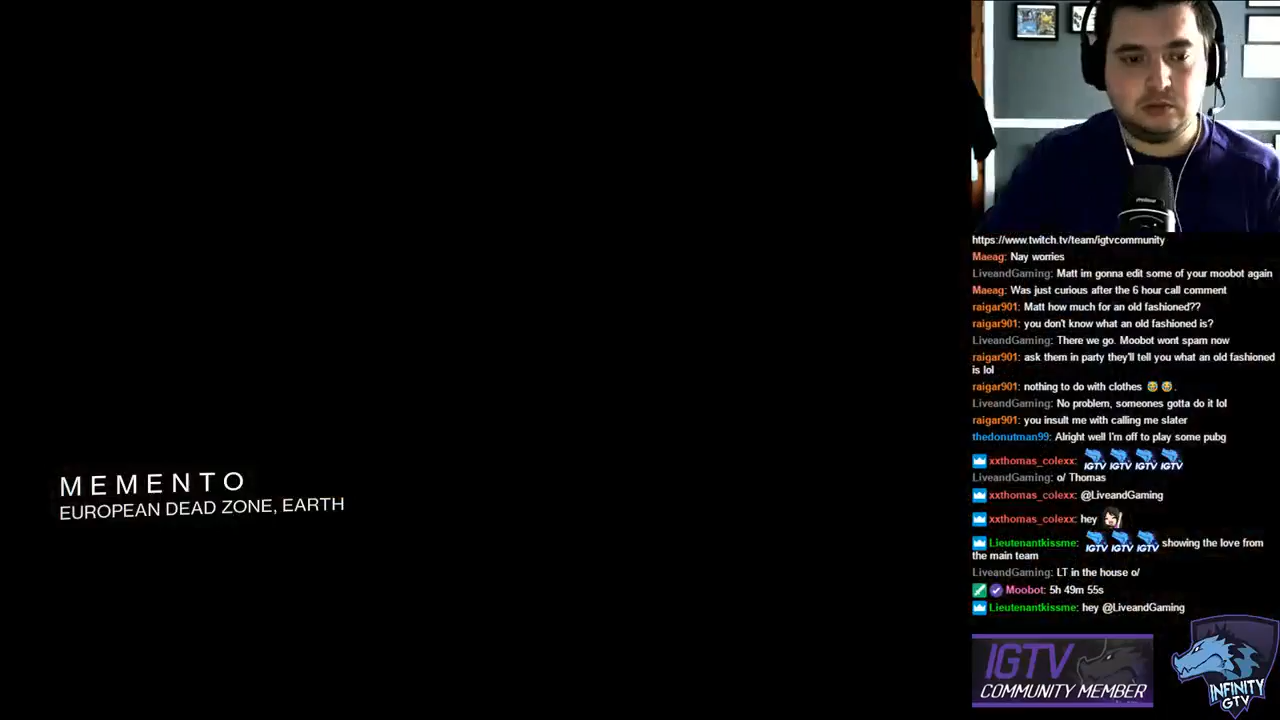 MEMENTO
EUROPEAN DEAD ZONE, EARTH
https://www.twitch.tv/team/igtvcommunity
Maeag: Nay worries
LiveandGaming: Matt im gonna edit some of your moobot again
Maeag: Was just curious after the 6 hour call comment
raigar901: Matt how much for an old fashioned??
raigar901: you don't know what an old fashioned is?
LiveandGaming: There we go. Moobot wont spam now
raigar901: ask them in party they'll tell you what an old fashioned
is lol
raigar901: nothing to do with clothes 😂 😂.
LiveandGaming: No problem, someones gotta do it lol
raigar901: you insult me with calling me slater
thedonutman99: Alright well I'm off to play some pubg
xxthomas_colexx: IGTV IGTV IGTV IGTV
LiveandGaming: o/ Thomas
xxthomas_colexx: @LiveandGaming
xxthomas_colexx: hey
Lieutenantkissme: IGTV IGTV IGTV showing the love from
the main team
LiveandGaming: LT in the house o/
Moobot: 5h 49m 55s
Lieutenantkissme: hey @LiveandGaming
IGTV
COMMUNITY MEMBER
INFINITY
GTV